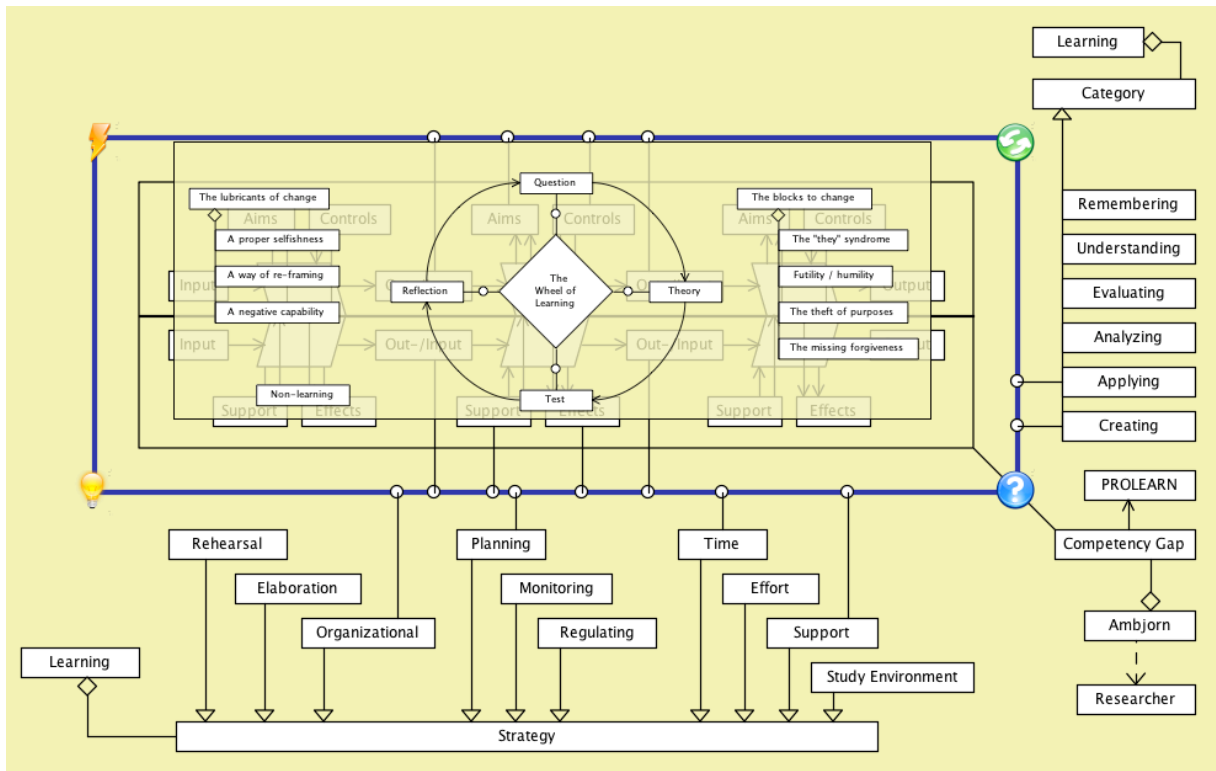 Learning
Category
Remembering
Understanding
Evaluating
Analyzing
Applying
Creating
The lubricants of change
A proper selfishness
A way of re-framing
A negative capability
Non-learning
Question
The
Wheel of
Learning
Reflection
Theory
Test
The blocks to change
The "they" syndrome
Futility / humility
The theft of purposes
The missing forgiveness
Aims
Controls
Aims
Controls
Aims
Controls
Input
Output
Input
Out-/Input
Out-/Input
Support
Effects
Support
Effects
Support
Effects
PROLEARN
Competency Gap
Ambjorn
Researcher
Rehearsal
Planning
Time
Elaboration
Monitoring
Effort
Organizational
Regulating
Support
Learning
Study Environment
Strategy